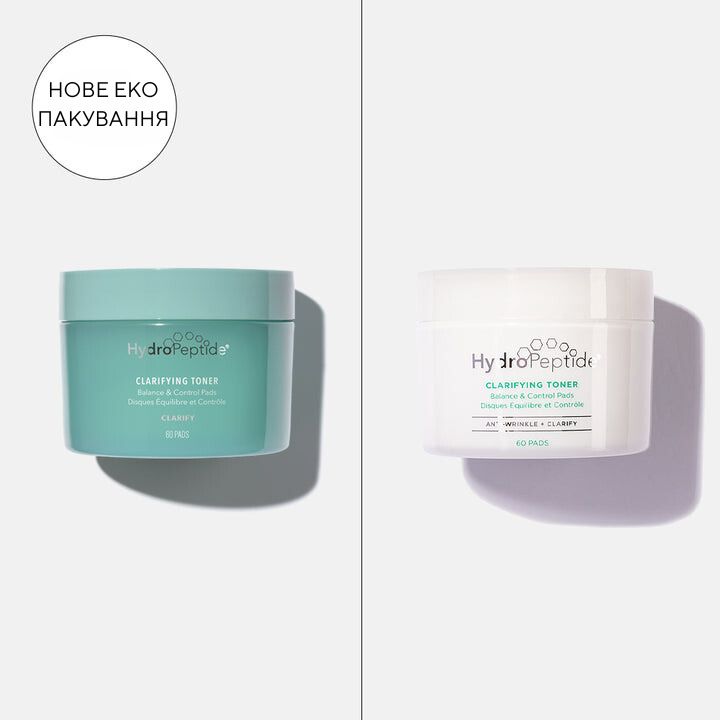 НОВЕ ЕКО
ПАКУВАННЯ
HydroPeptide®
CLARIFYING TONER
Balance & Control Pads
Disques Équilibre et Contrôle
CLARIFY
60 PADS
HydroPeptide®
CLARIFYING TONER
Balance & Control Pads
Disques Équilibre et Contrôle
ANTI-WRINKLE + CLARIFY
60 PADS